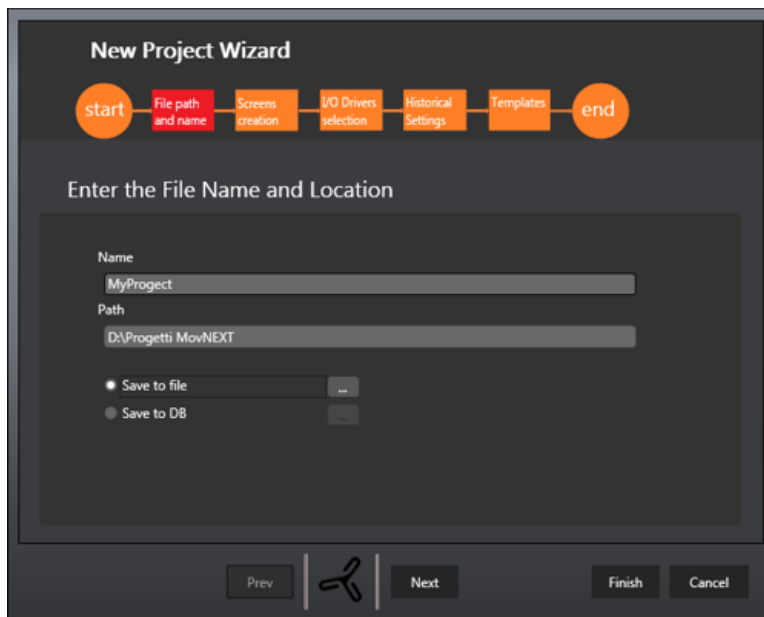 New Project Wizard
start
File path
and name
Screens
creation
I/O Drivers
selection
Historical
Settings
Templates
end
Enter the File Name and Location
Name
MyProgect
Path
D:\Progetti MovNEXT
Save to file
...
Save to DB
...
Prev
Next
Finish
Cancel